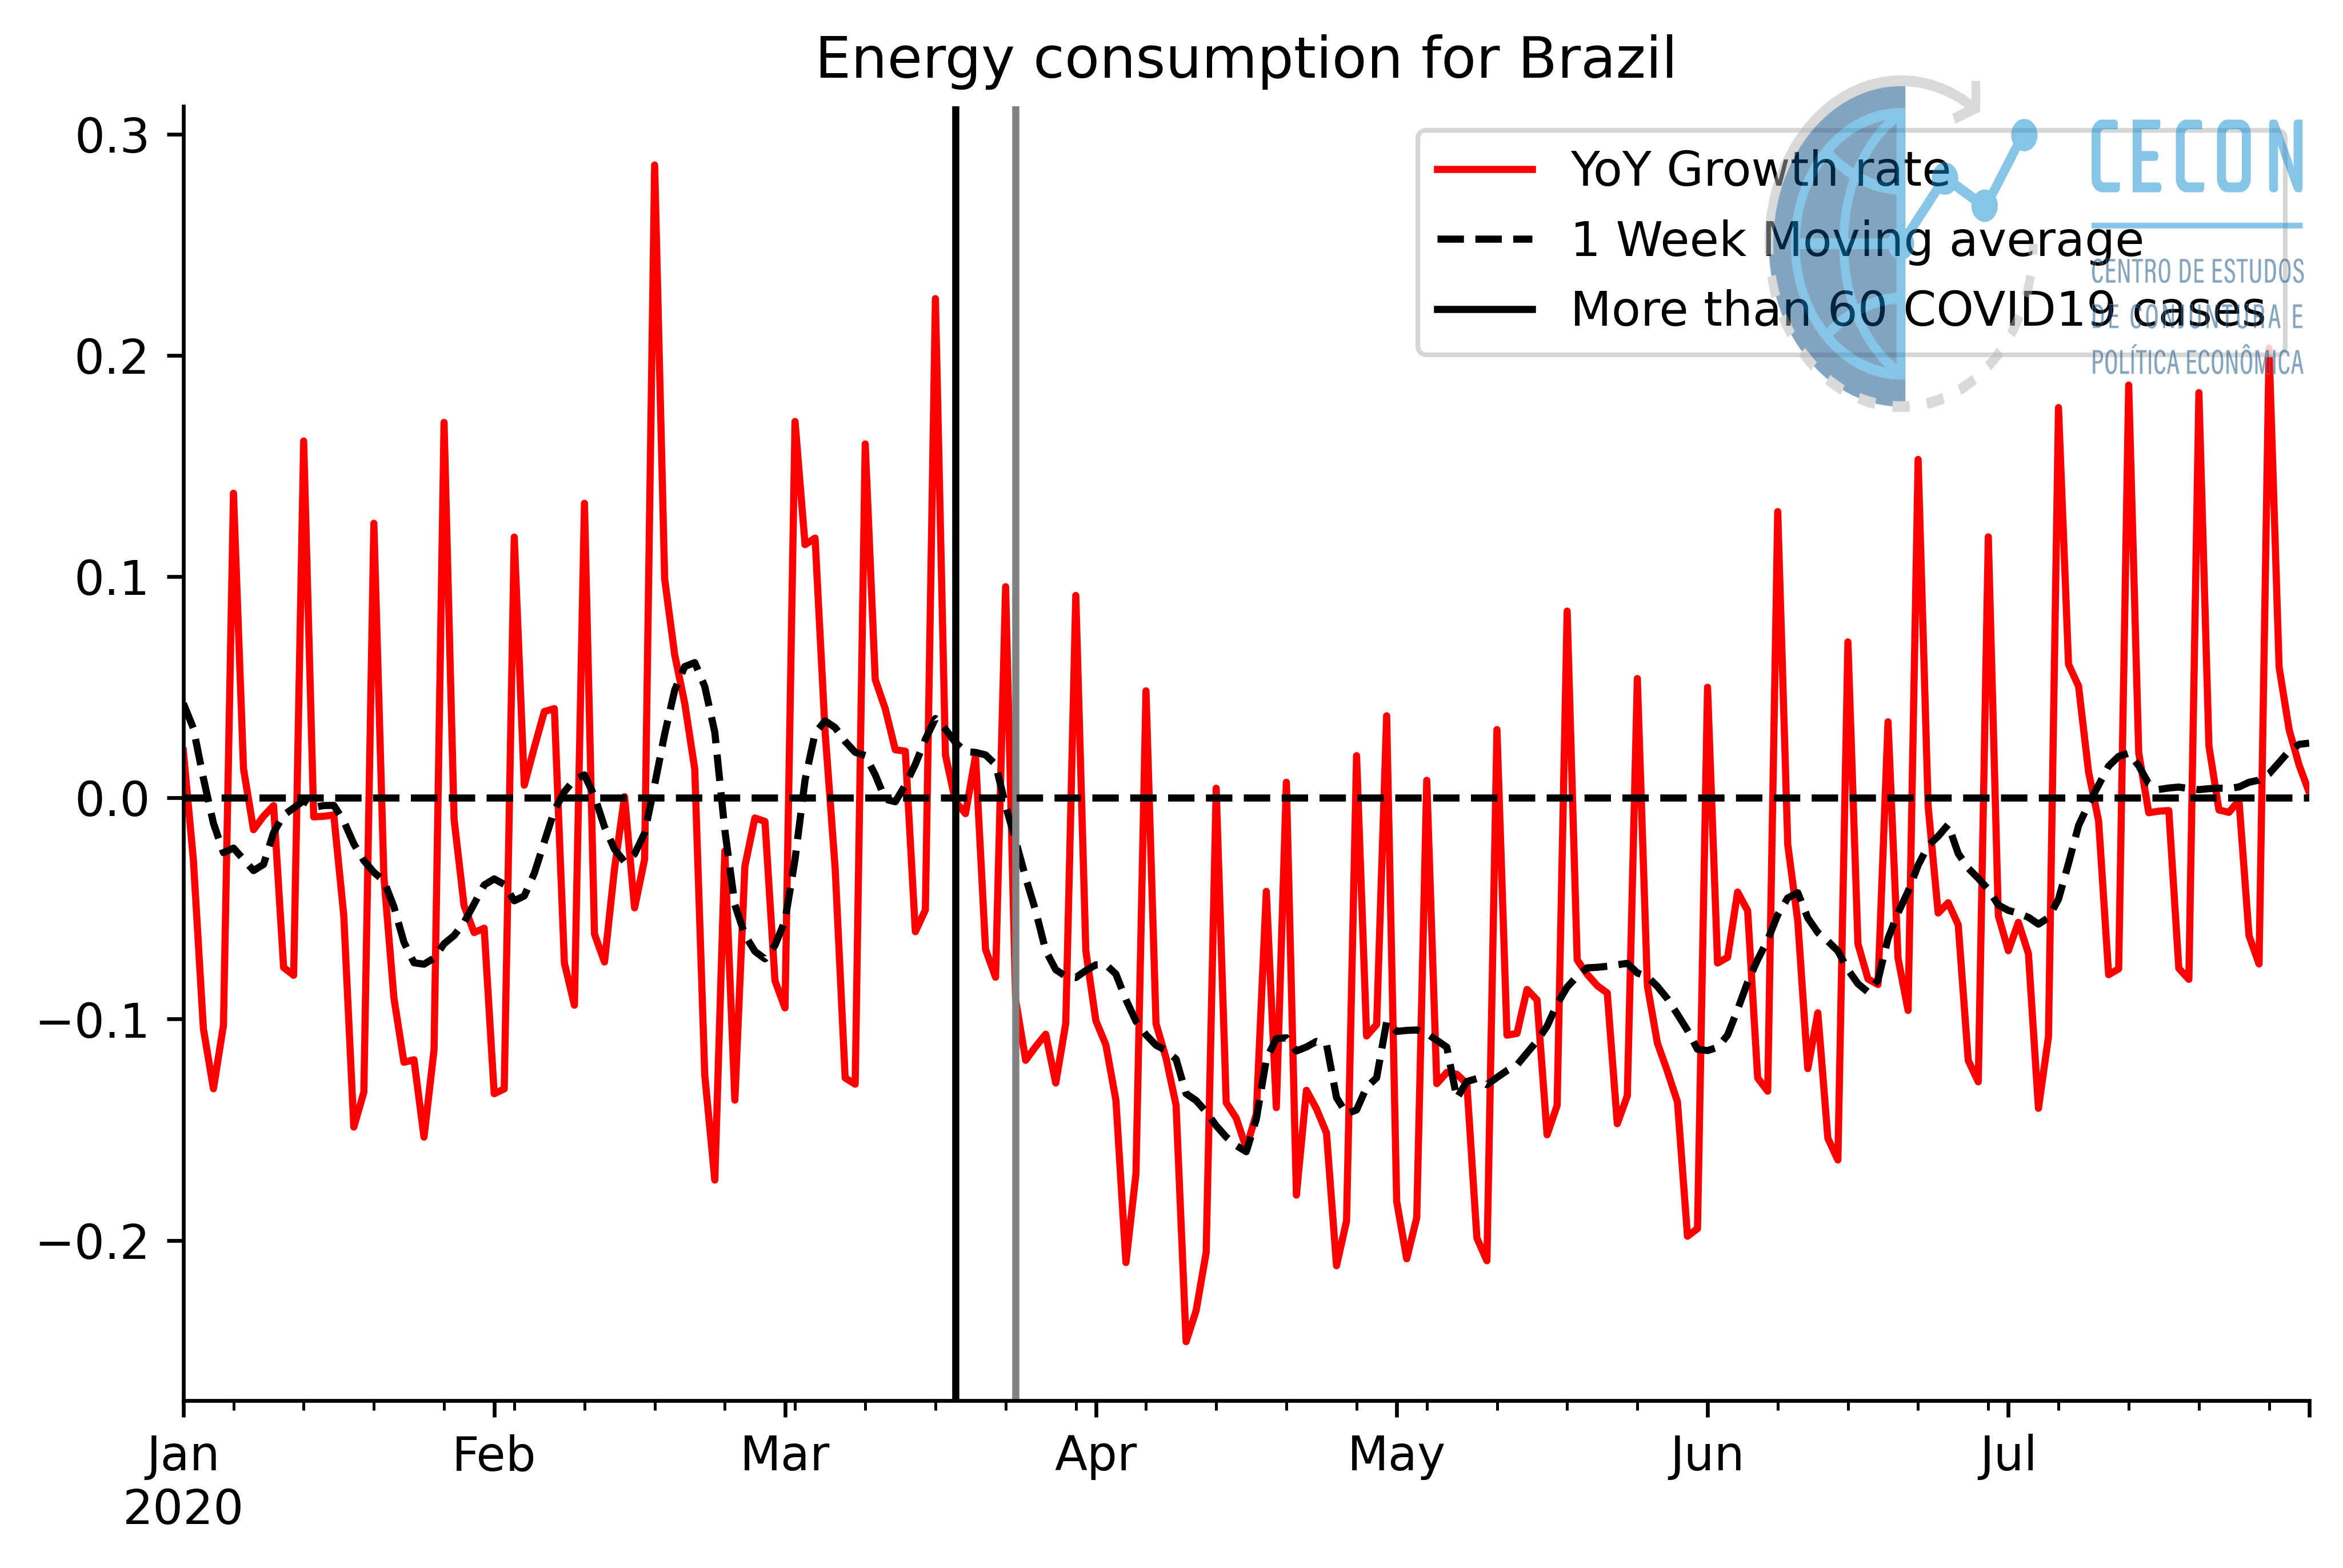 Energy consumption for Brazil
0.3
0.2
0.1
0.0
−0.1
−0.2
YoY Growth rate
1 Week Moving average
More than 60 COVID19 cases
CECON
CENTRO DE ESTUDOS
DE CONJUNTURA E
POLÍTICA ECONÔMICA
Jan Feb Mar Apr May Jun Jul
2020